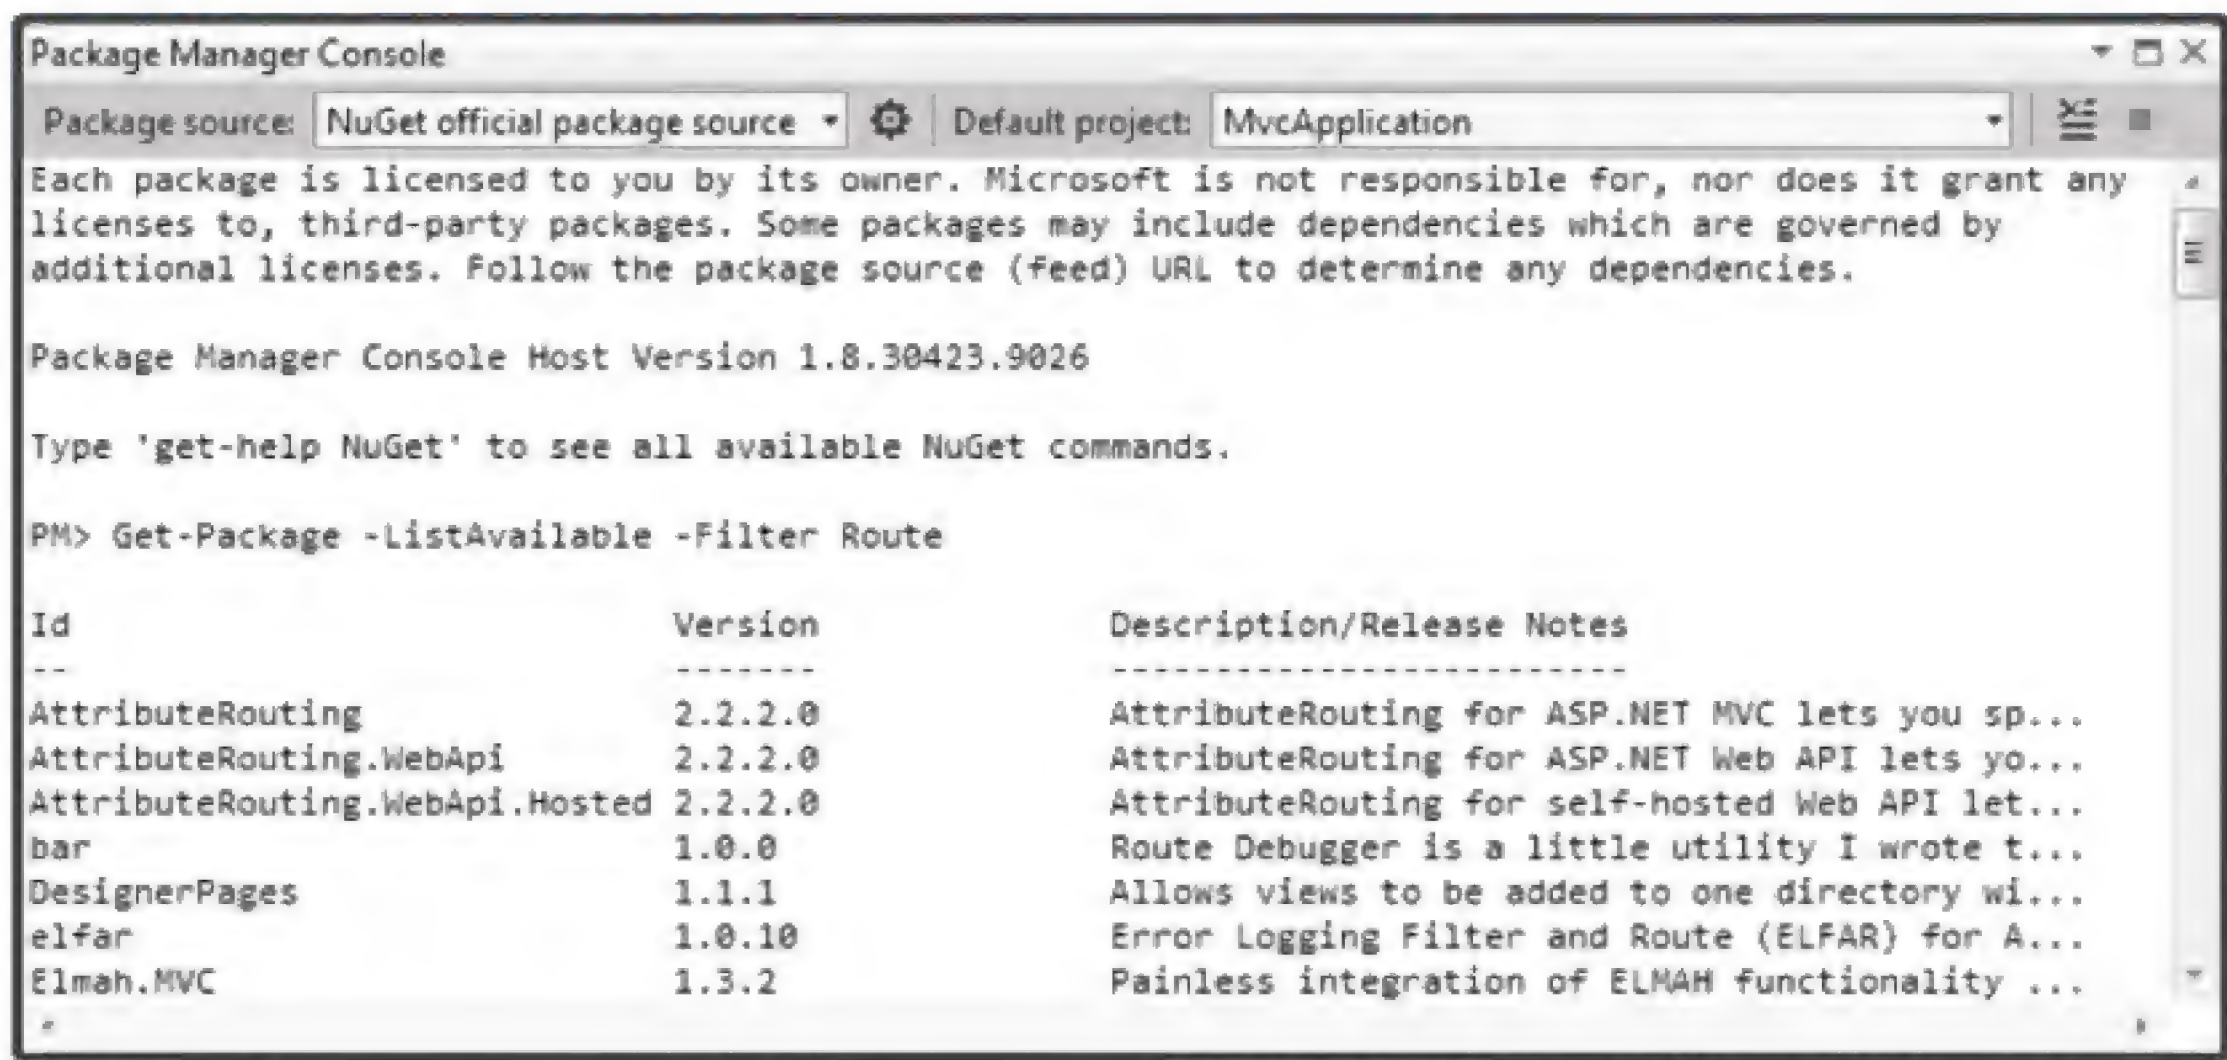 Package Manager Console
Package source: NuGet official package source Default project: MvcApplication
Each package is licensed to you by its owner. Microsoft is not responsible for, nor does it grant any
licenses to, third-party packages. Some packages may include dependencies which are governed by
additional licenses. Follow the package source (feed) URL to determine any dependencies.
Package Manager Console Host Version 1.8.30423.9026
Type 'get-help NuGet' to see all available NuGet commands.
PM> Get-Package -ListAvailable -Filter Route
Id Version Description/Release Notes
-- ------- -------------------------
AttributeRouting 2.2.2.0 AttributeRouting for ASP.NET MVC lets you sp...
AttributeRouting.WebApi 2.2.2.0 AttributeRouting for ASP.NET Web API lets yo...
AttributeRouting.WebApi.Hosted 2.2.2.0 AttributeRouting for self-hosted Web API let...
bar 1.0.0 Route Debugger is a little utility I wrote t...
DesignerPages 1.1.1 Allows views to be added to one directory wi...
elfar 1.0.10 Error Logging Filter and Route (ELFAR) for A...
Elmah.MVC 1.3.2 Painless integration of ELMAH functionality ...